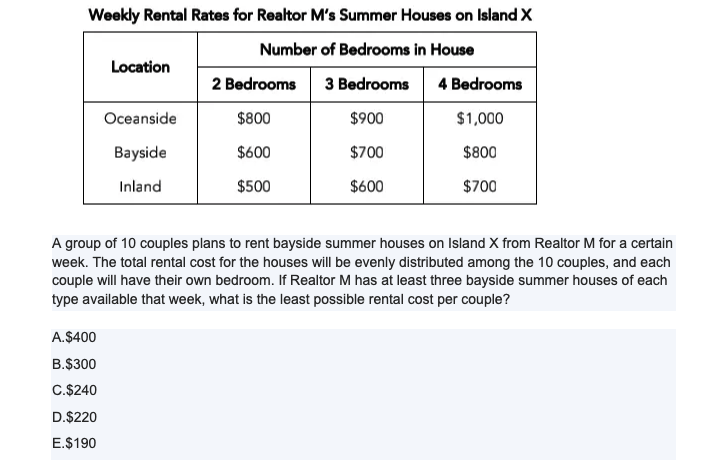 Weekly Rental Rates for Realtor M's Summer Houses on Island X
Location
Number of Bedrooms in House
2 Bedrooms 3 Bedrooms 4 Bedrooms
Oceanside $800 $900 $1,000
Bayside $600 $700 $800
Inland $500 $600 $700
A group of 10 couples plans to rent bayside summer houses on Island X from Realtor M for a certain
week. The total rental cost for the houses will be evenly distributed among the 10 couples, and each
couple will have their own bedroom. If Realtor M has at least three bayside summer houses of each
type available that week, what is the least possible rental cost per couple?
A.$400
B.$300
C.$240
D.$220
E.$190